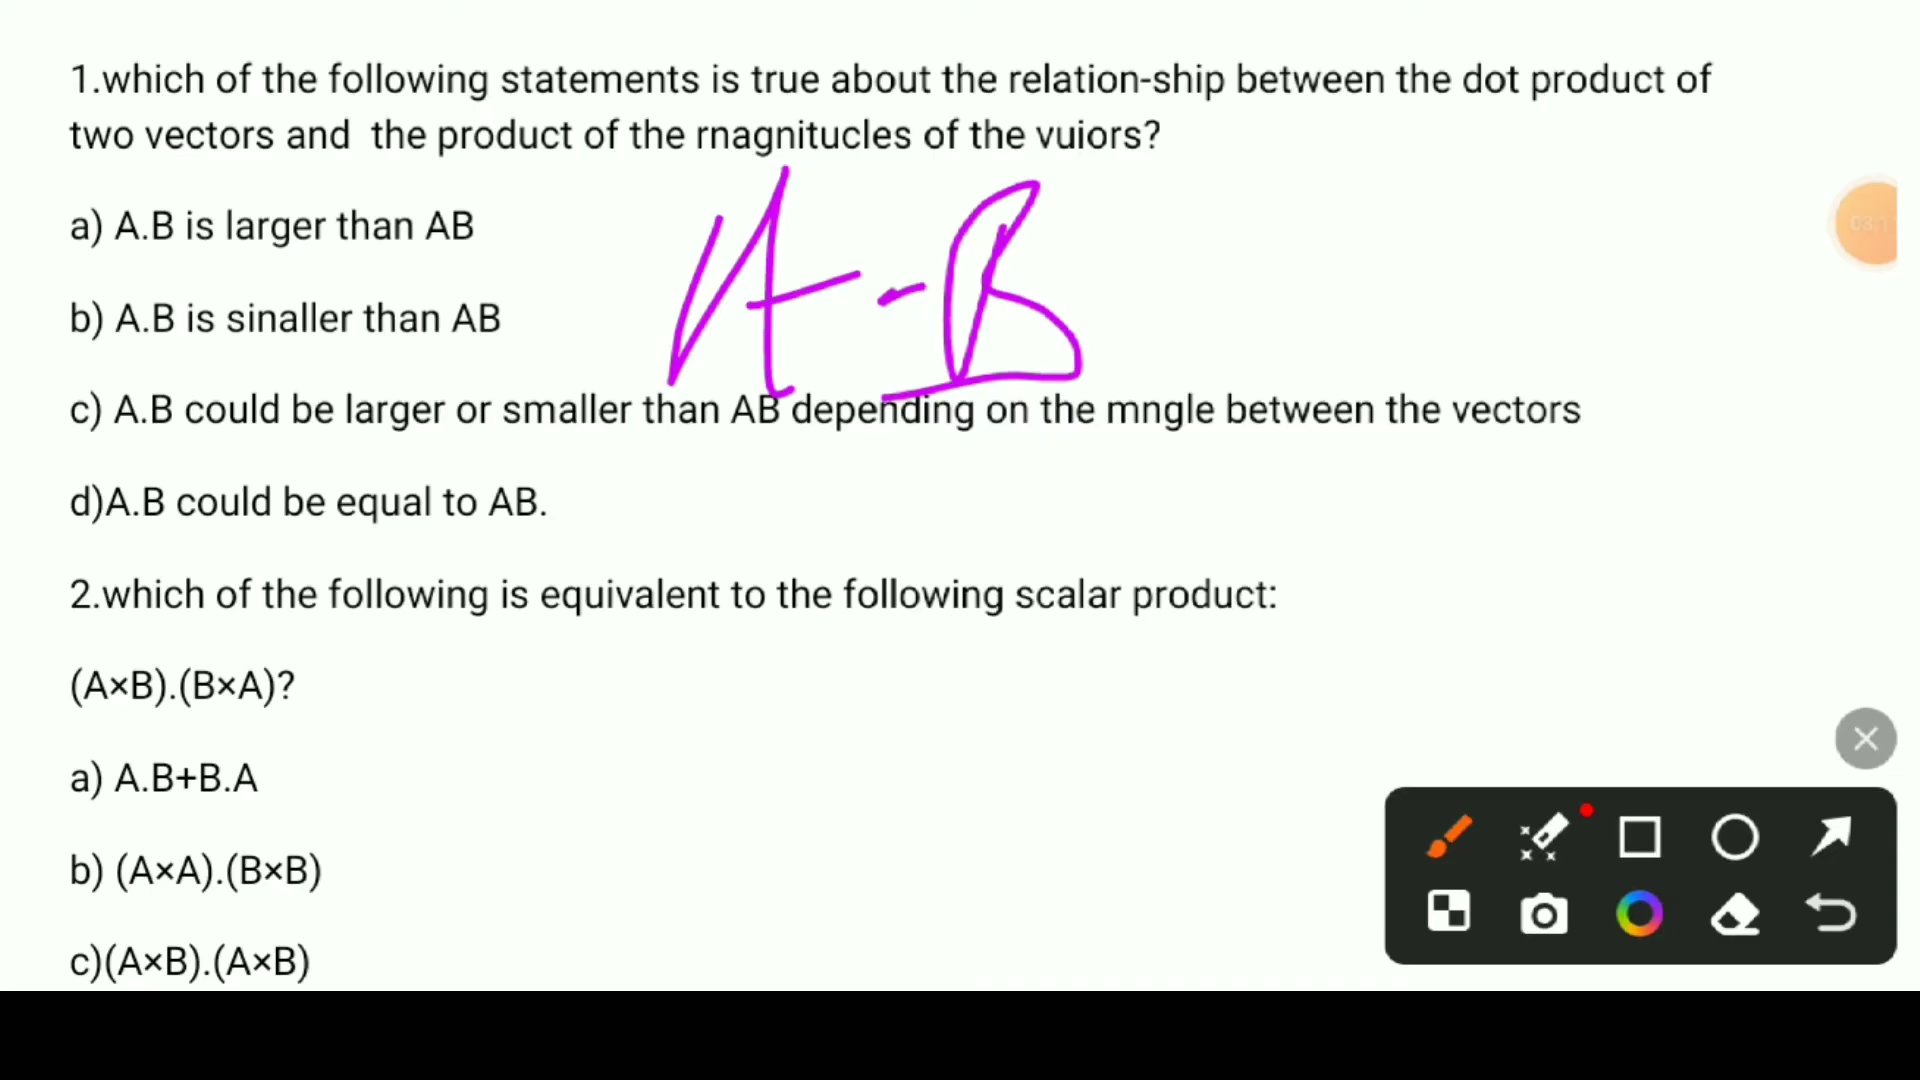 1.which of the following statements is true about the relation-ship between the dot product of
two vectors and the product of the rnagnitucles of the vuiors?
a) A.B is larger than AB
A-B
b) A.B is sinaller than AB
c) A.B could be larger or smaller than AB depending on the mngle between the vectors
d)A.B could be equal to AB.
2.which of the following is equivalent to the following scalar product:
(A×B).(B×A)?
a) A.B+B.A
b) (A×A).(B×B)
c)(A×B).(A×B)